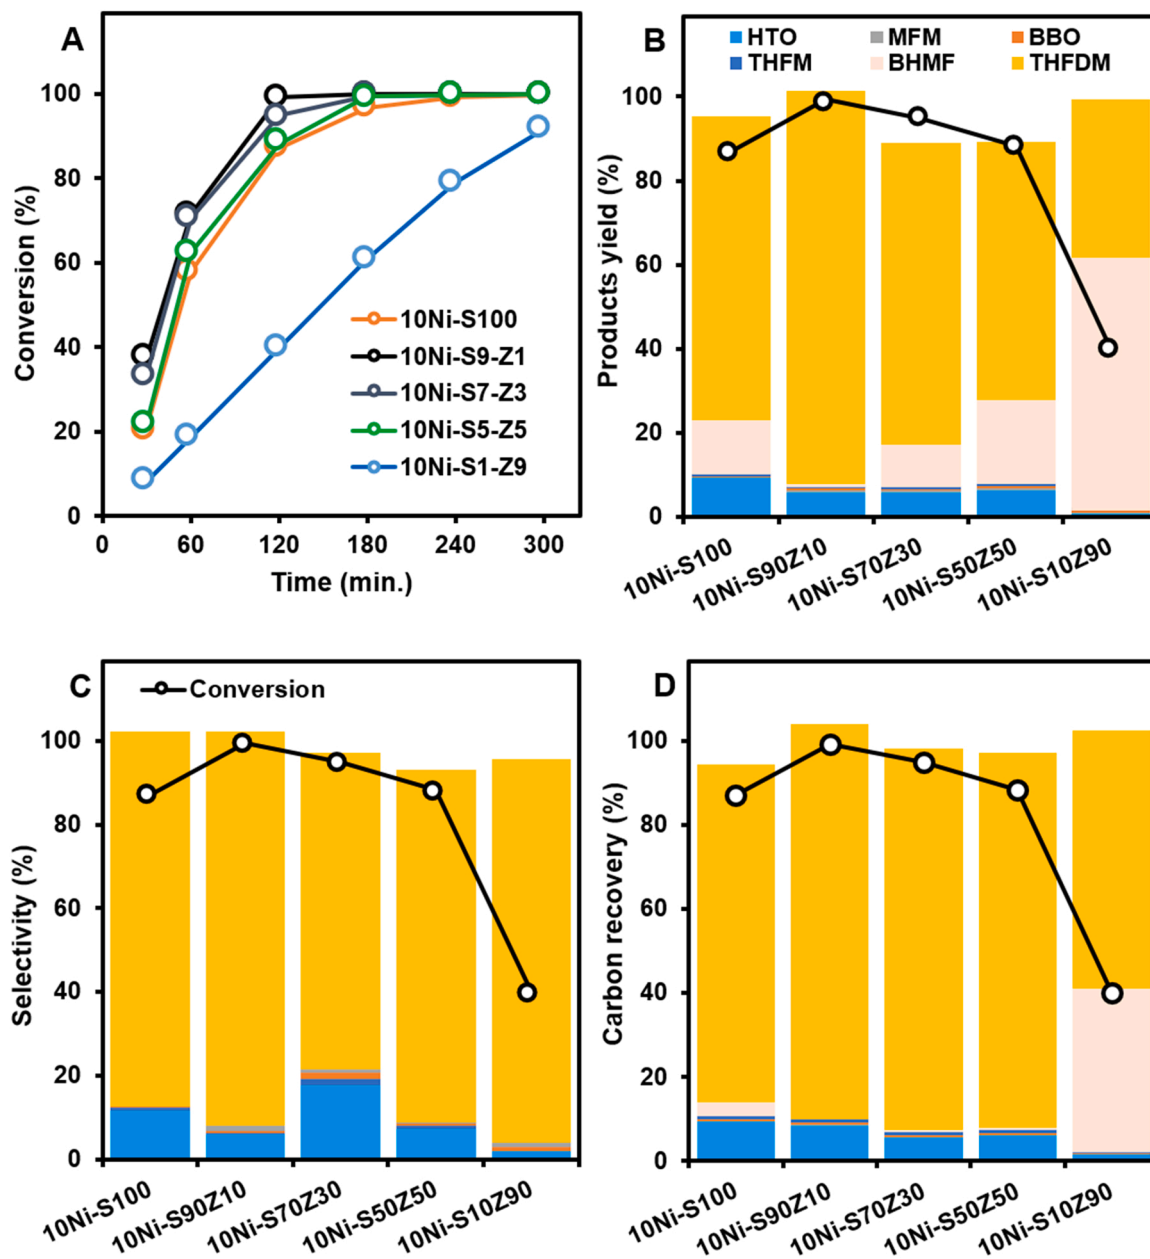 A
Conversion (%)
100
80
60
40
20
0
10Ni-S100
10Ni-S9-Z1
10Ni-S7-Z3
10Ni-S5-Z5
10Ni-S1-Z9
0 60 120 180 240 300
Time (min.)
B
HTO MFM BBO
THFM BHMF THFDM
Products yield (%)
100
80
60
40
20
0
10Ni-S100
10Ni-S90Z10
10Ni-S70Z30
10Ni-S50Z50
10Ni-S10Z90
C
Conversion
Selectivity (%)
100
80
60
40
20
0
10Ni-S100
10Ni-S90Z10
10Ni-S70Z30
10Ni-S50Z50
10Ni-S10Z90
D
Carbon recovery (%)
100
80
60
40
20
0
10Ni-S100
10Ni-S90Z10
10Ni-S70Z30
10Ni-S50Z50
10Ni-S10Z90